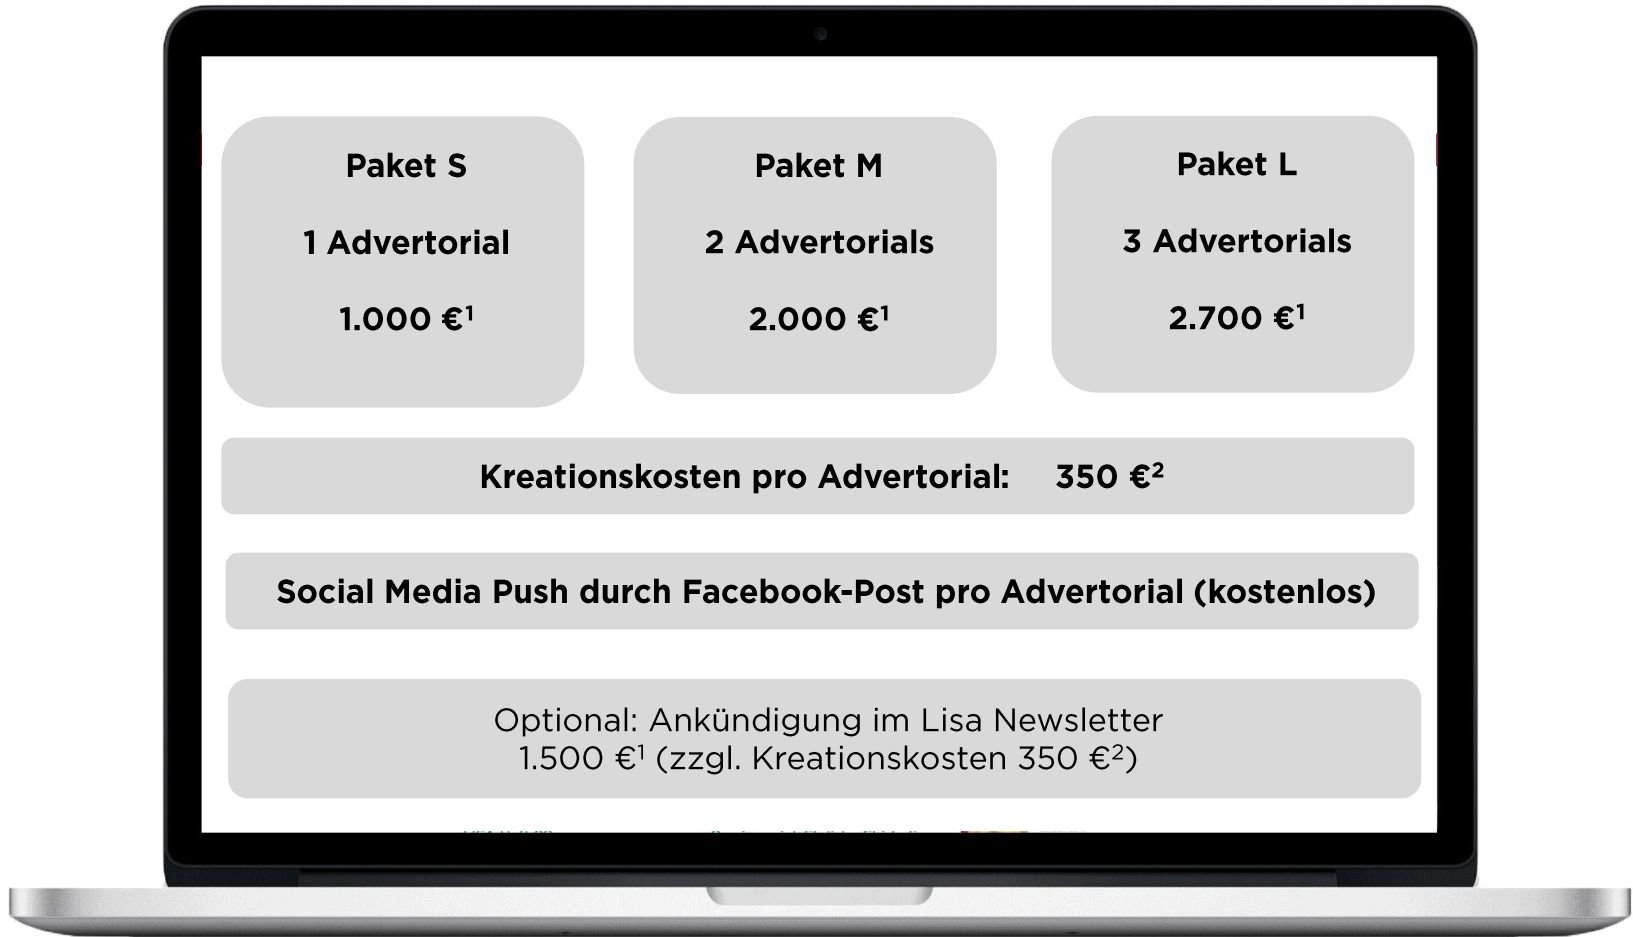 Paket S
1 Advertorial
1.000 €¹
Paket M
2 Advertorials
2.000 €¹
Paket L
3 Advertorials
2.700 €¹
Kreationskosten pro Advertorial: 350 €²
Social Media Push durch Facebook-Post pro Advertorial (kostenlos)
Optional: Ankündigung im Lisa Newsletter
1.500 €¹ (zzgl. Kreationskosten 350 €²)